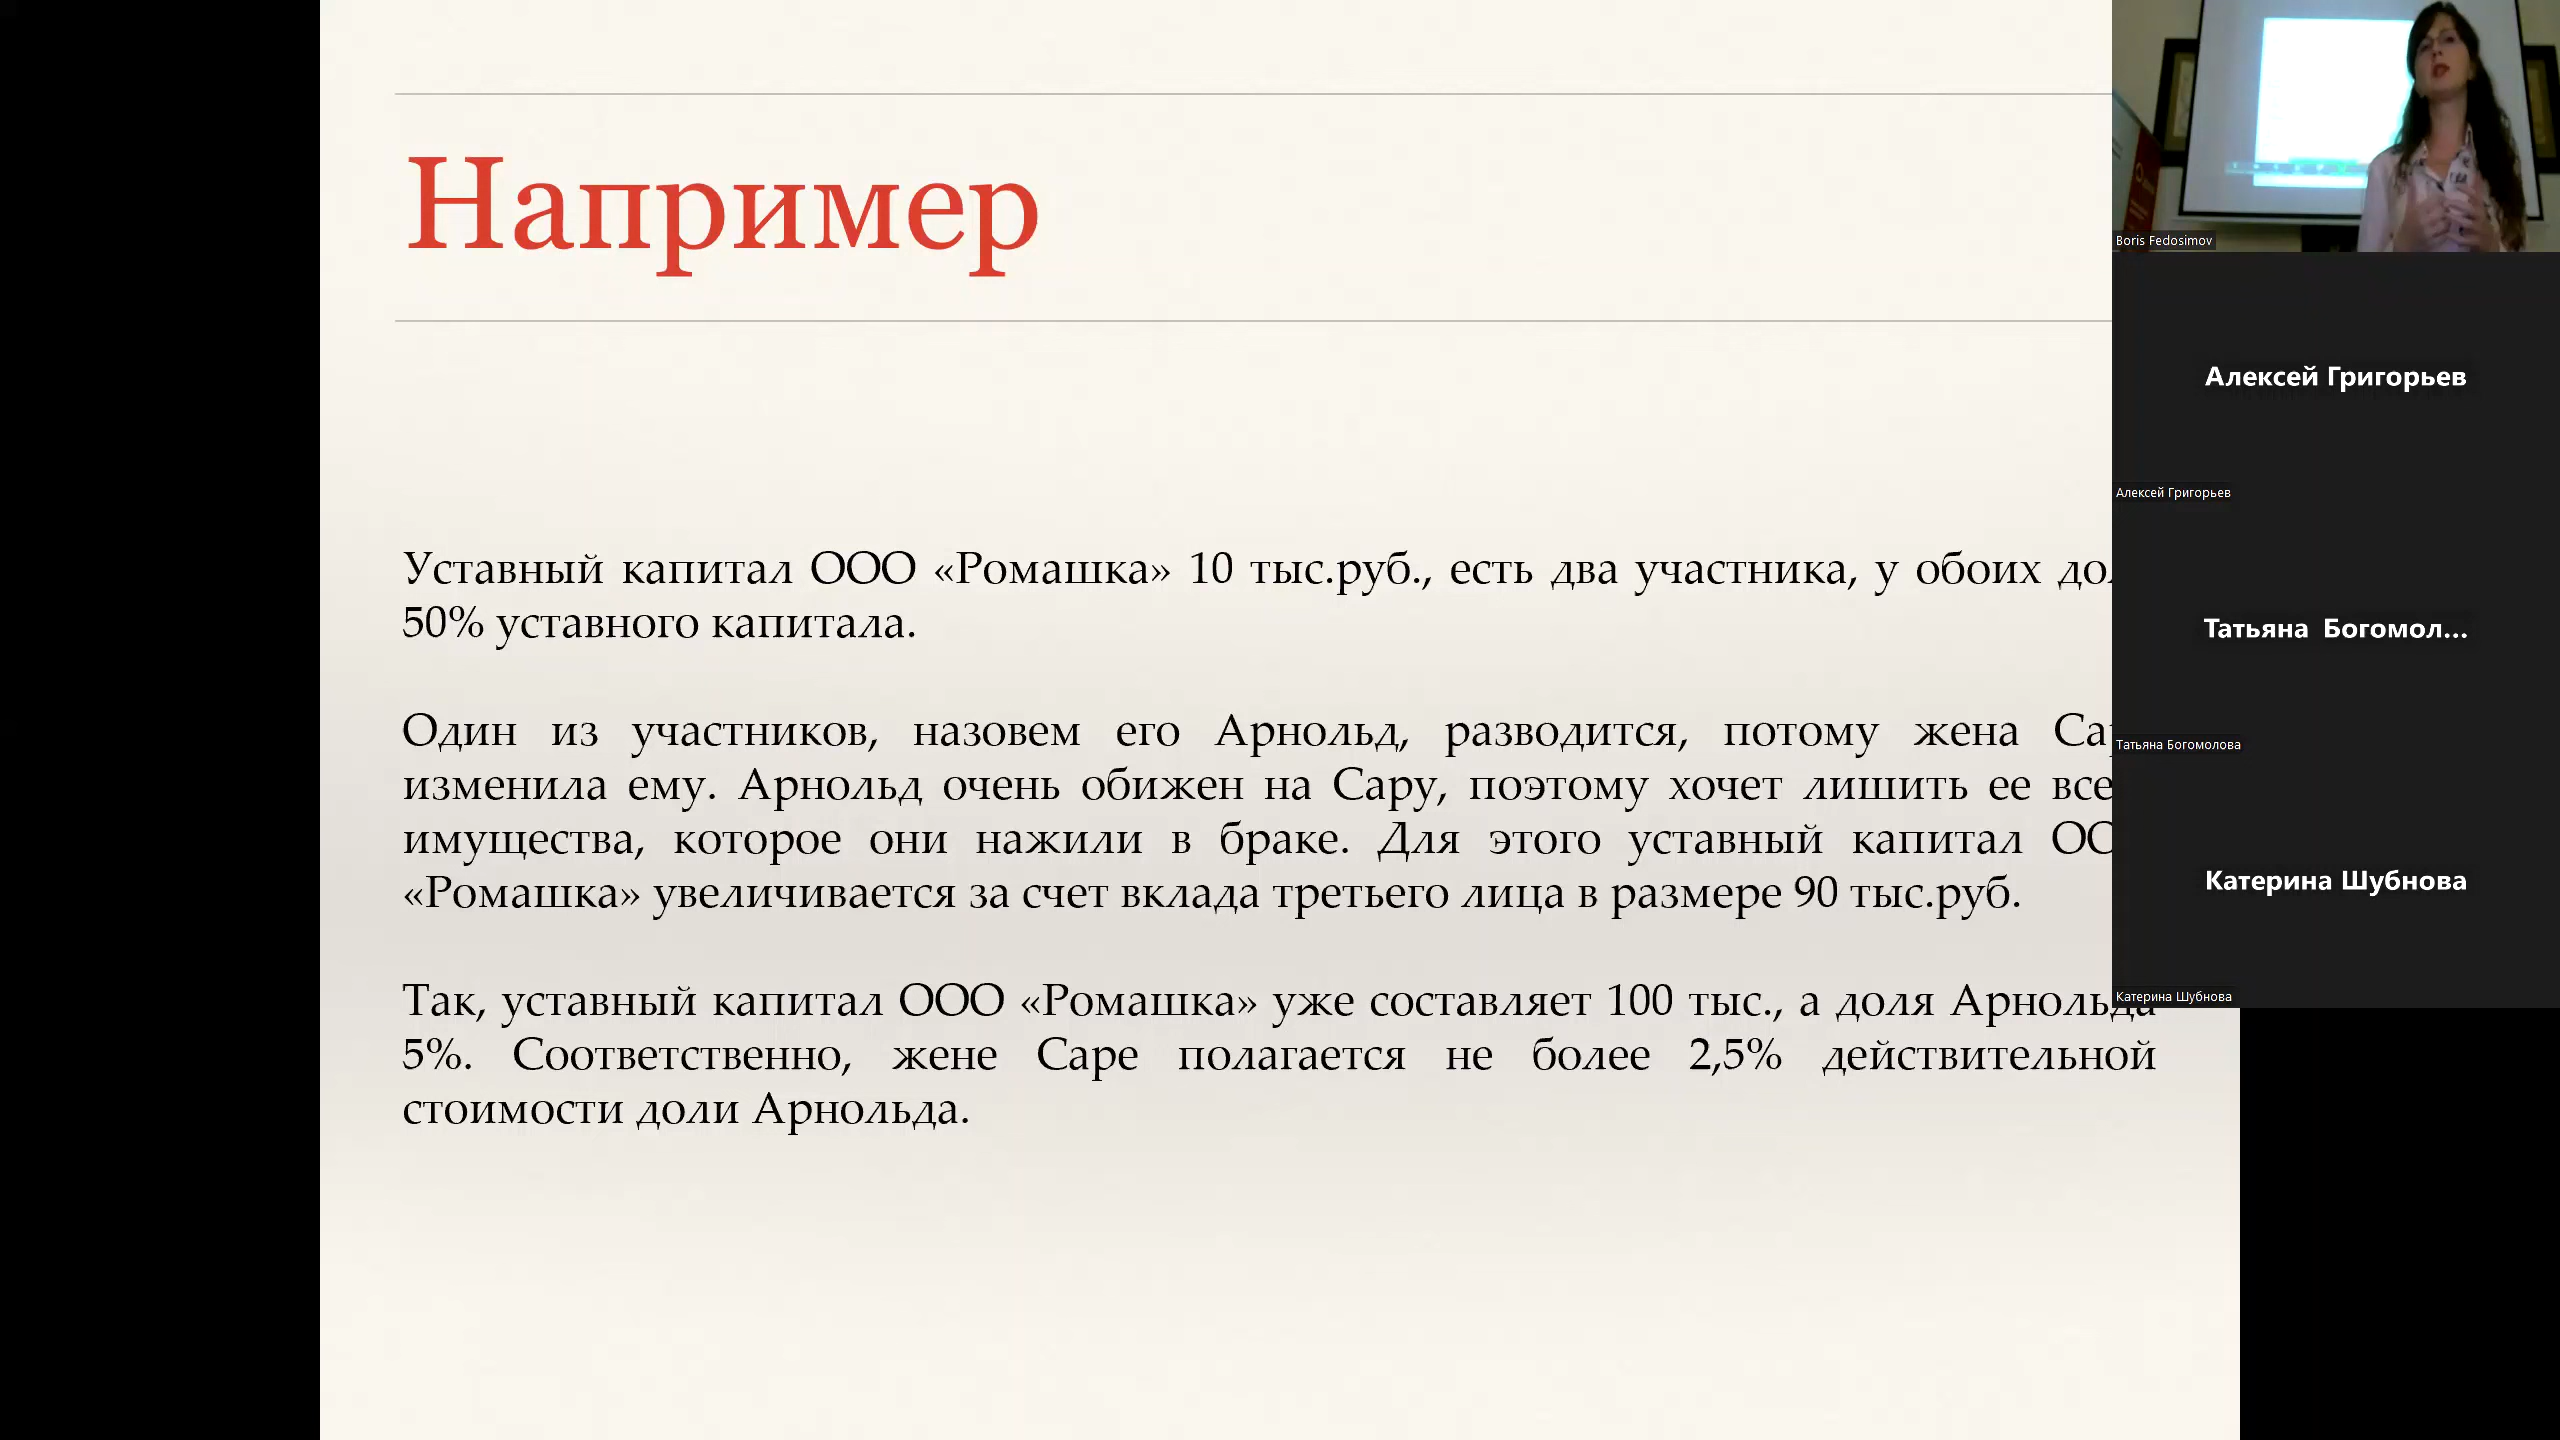 Например
Уставный капитал ООО «Ромашка» 10 тыс.руб., есть два участника, у обоих
50% уставного капитала.
Один из участников, назовем его Арнольд, разводится, потому жена
изменила ему. Арнольд очень обижен на Сару, поэтому хочет лишить ее
имущества, которое они нажили в браке. Для этого уставный капитал
«Ромашка» увеличивается за счет вклада третьего лица в размере 90 тыс.руб.
Так, уставный капитал ООО «Ромашка» уже составляет 100 тыс., а доля Арнольда
5%. Соответственно, жене Саре полагается не более 2,5% действительной
стоимости доли Арнольда.
Boris Fedosimov
Алексей Григорьев
Алексей Григорьев
Татьяна Богомол...
Татьяна Богомолова
Катерина Шубнова
Катерина Шубнова